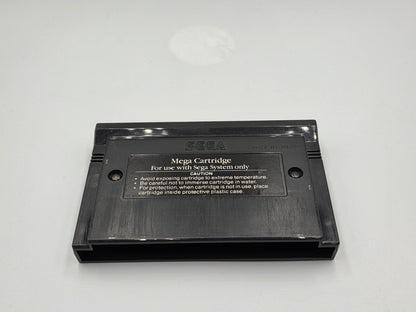 SEGA
Mega Cartridge
For use with Sega System only
CAUTION
• Avoid exposing cartridge to extreme temperature.
• Be careful not to immerse cartridge in water.
• For protection, when cartridge is not in use, place
cartridge inside protective plastic case.